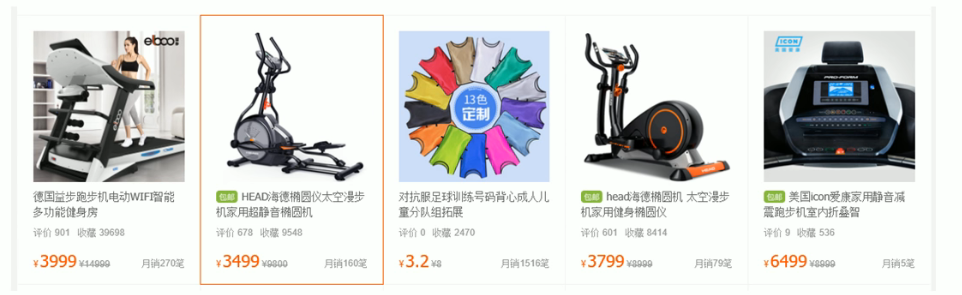 elboo
德国益步跑步机电动WIFI智能
多功能健身房
评价 901 收藏 39698
¥3999 ¥14999 月销270笔
包邮 HEAD海德椭圆仪太空漫步
机家用超静音椭圆机
评价 678 收藏 9548
¥3499 ¥9800 月销160笔
13色
定制
对抗服足球训练号码背心成人儿
童分队组拓展
评价 0 收藏 2470
¥3.2 ¥8 月销1516笔
包邮 head海德椭圆机 太空漫步
机家用健身椭圆仪
评价 601 收藏 8414
¥3799 ¥8999 月销79笔
ICON
PRO-FORM
包邮 美国icon爱康家用静音减
震跑步机室内折叠智
评价 9 收藏 536
¥6499 ¥8999 月销5笔